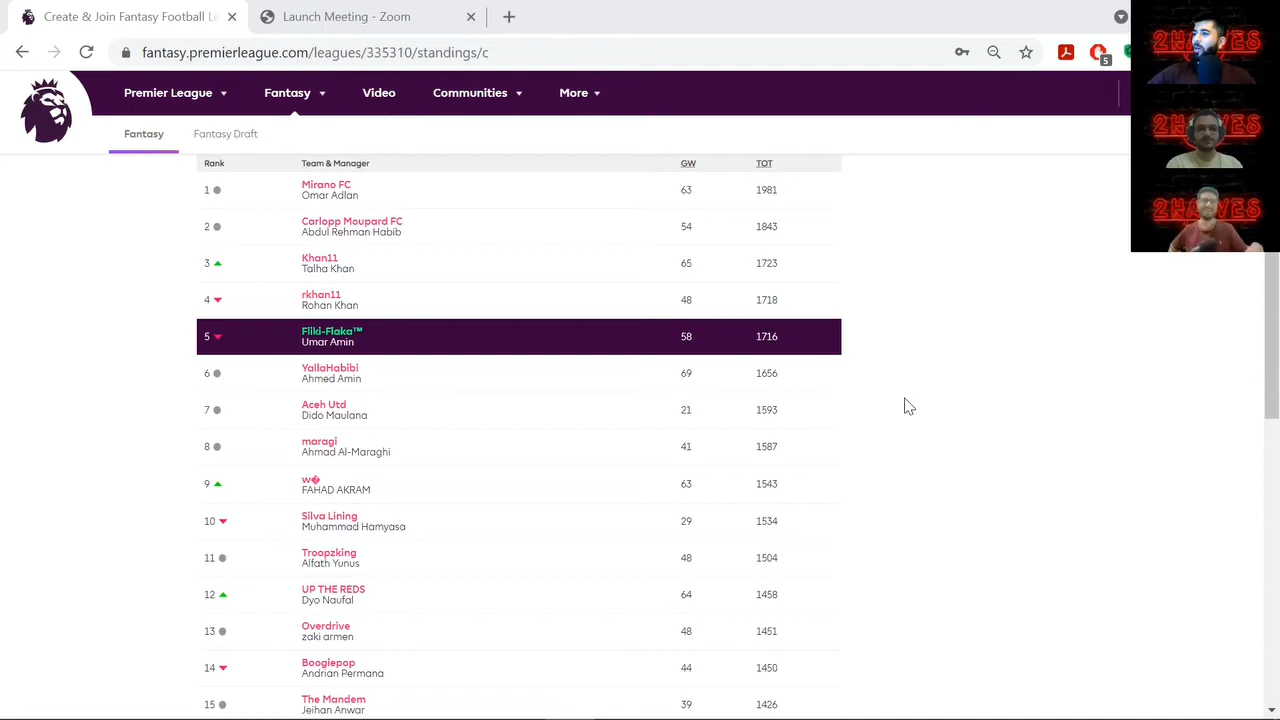 Create & Join Fantasy Football L
Launch Meeting - Zoom
fantasy.premierleague.com/leagues/335310/stand
5
Premier League
Fantasy
Video
Communities
More
Fantasy
Fantasy Draft
Rank Team & Manager GW TOT
1 Mirano FC 63 1981
Omar Adlan
2 Carlopp Moupard FC 54 1843
Abdul Rehman Habib
3 Khan11 65 1723
Talha Khan
4 rkhan11 48 1718
Rohan Khan
5 Fliki-Flaka™ 58 1716
Umar Amin
6 YallaHabibi 69 1656
Ahmed Amin
7 Aceh Utd 21 1593
Dido Maulana
8 maragi 41 1587
Ahmad Al-Maraghi
9 w� 63 1543
FAHAD AKRAM
10 Silva Lining 29 1534
Muhammad Hamyasa
11 Troopzking 48 1504
Alfath Yunus
12 UP THE REDS 64 1458
Dyo Naufal
13 Overdrive 48 1451
zaki armen
14 Boogiepop 44 1450
Andrian Permana
15 The Mandem 39 1426
Jeihan Anwar